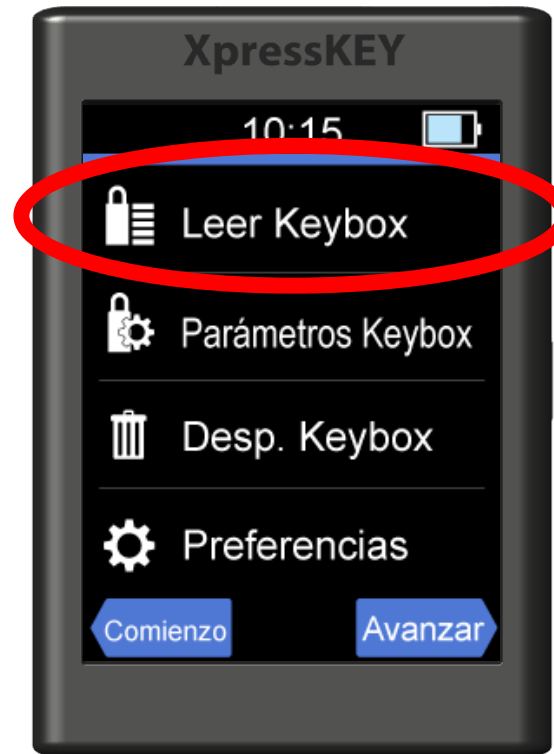 XpressKEY
10:15
Leer Keybox
Parámetros Keybox
Desp. Keybox
Preferencias
Comienzo
Avanzar